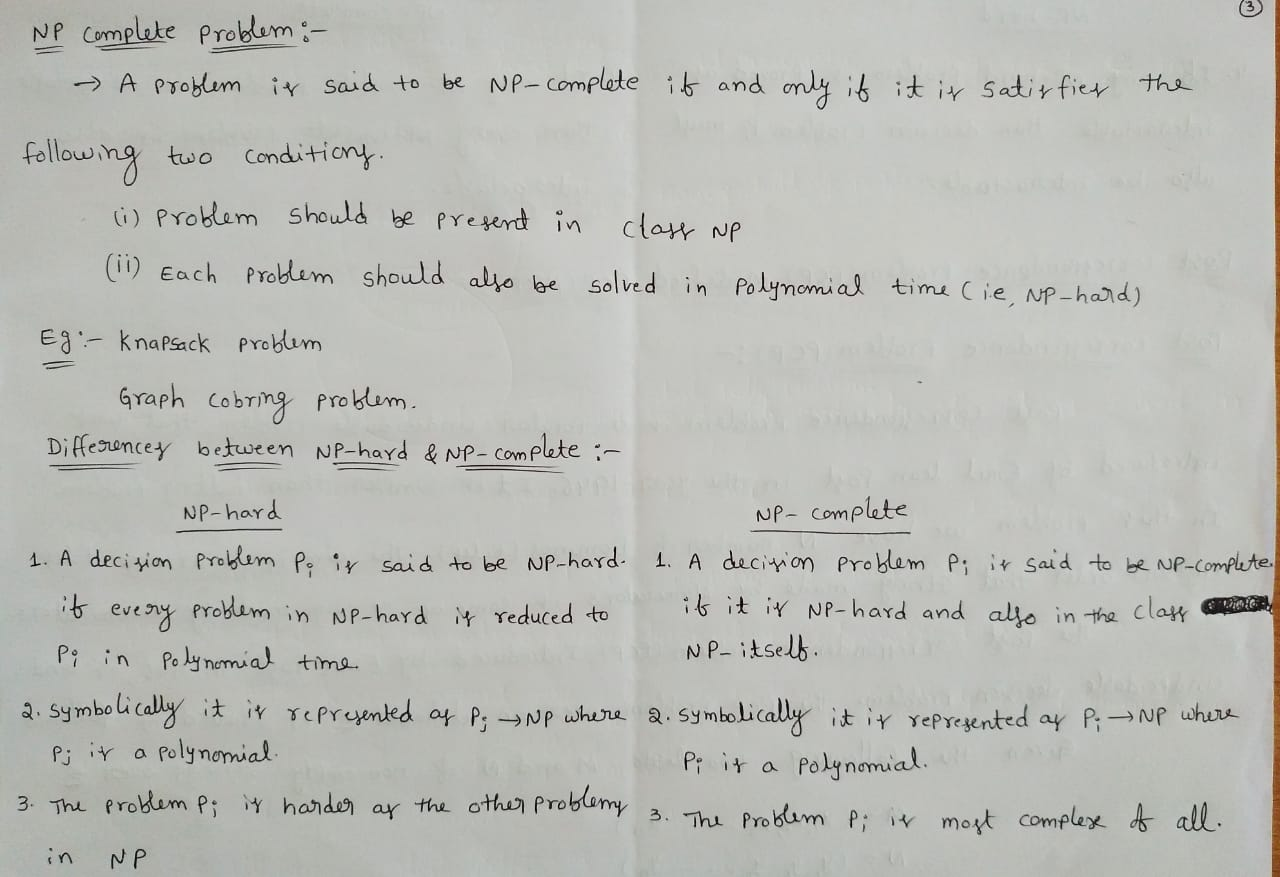 3
NP Complete Problem :-
→ A problem is said to be NP-complete if and only if it is satisfies the
following two conditions.
(i) Problem should be present in class NP
(ii) Each problem should also be solved in Polynomial time (i.e, NP-hard)
Eg :- Knapsack problem
Graph coloring problem.
Differences between NP-hard & NP-complete :-
NP-hard
1. A decision Problem Pi is said to be NP-hard.
if every problem in NP-hard is reduced to
Pi in Polynomial time.
2. Symbolically it is represented as Pj → NP where
Pj is a polynomial.
3. The problem Pi is harder as the other problems
in NP
NP-complete
1. A decision problem Pi is said to be NP-complete.
if it is NP-hard and also in the class
NP-itself.
2. Symbolically it is represented as Pi → NP where
Pi is a Polynomial.
3. The Problem Pi is most complex of all.